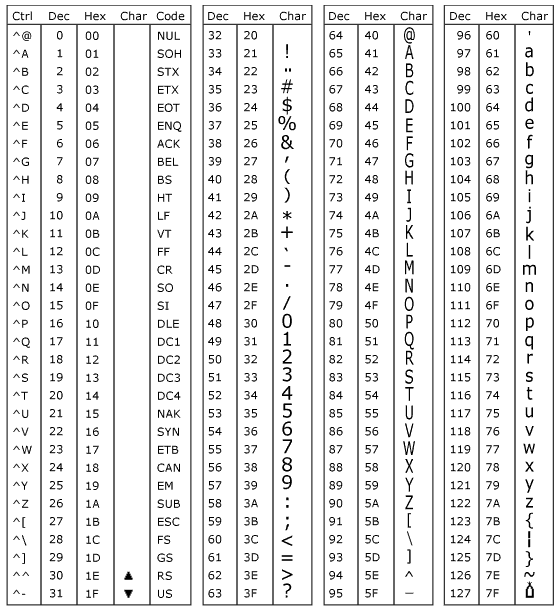 Ctrl Dec Hex Char Code Dec Hex Char Dec Hex Char Dec Hex Char
^@ 0 00 NUL 32 20 64 40 @ 96 60 '
^A 1 01 SOH 33 21 ! 65 41 A 97 61 a
^B 2 02 STX 34 22 " 66 42 B 98 62 b
^C 3 03 ETX 35 23 # 67 43 C 99 63 c
^D 4 04 EOT 36 24 $ 68 44 D 100 64 d
^E 5 05 ENQ 37 25 % 69 45 E 101 65 e
^F 6 06 ACK 38 26 & 70 46 F 102 66 f
^G 7 07 BEL 39 27 ' 71 47 G 103 67 g
^H 8 08 BS 40 28 ( 72 48 H 104 68 h
^I 9 09 HT 41 29 ) 73 49 I 105 69 i
^J 10 0A LF 42 2A * 74 4A J 106 6A j
^K 11 0B VT 43 2B + 75 4B K 107 6B k
^L 12 0C FF 44 2C ` 76 4C L 108 6C l
^M 13 0D CR 45 2D - 77 4D M 109 6D m
^N 14 0E SO 46 2E . 78 4E N 110 6E n
^O 15 0F SI 47 2F / 79 4F O 111 6F o
^P 16 10 DLE 48 30 0 80 50 P 112 70 p
^Q 17 11 DC1 49 31 1 81 51 Q 113 71 q
^R 18 12 DC2 50 32 2 82 52 R 114 72 r
^S 19 13 DC3 51 33 3 83 53 S 115 73 s
^T 20 14 DC4 52 34 4 84 54 T 116 74 t
^U 21 15 NAK 53 35 5 85 55 U 117 75 u
^V 22 16 SYN 54 36 6 86 56 V 118 76 v
^W 23 17 ETB 55 37 7 87 57 W 119 77 w
^X 24 18 CAN 56 38 8 88 58 X 120 78 x
^Y 25 19 EM 57 39 9 89 59 Y 121 79 y
^Z 26 1A SUB 58 3A : 90 5A Z 122 7A z
^[ 27 1B ESC 59 3B ; 91 5B [ 123 7B {
^\ 28 1C FS 60 3C < 92 5C \ 124 7C ¦
^] 29 1D GS 61 3D = 93 5D ] 125 7D }
^^ 30 1E ▲ RS 62 3E > 94 5E ^ 126 7E ~
^- 31 1F ▼ US 63 3F ? 95 5F _ 127 7F